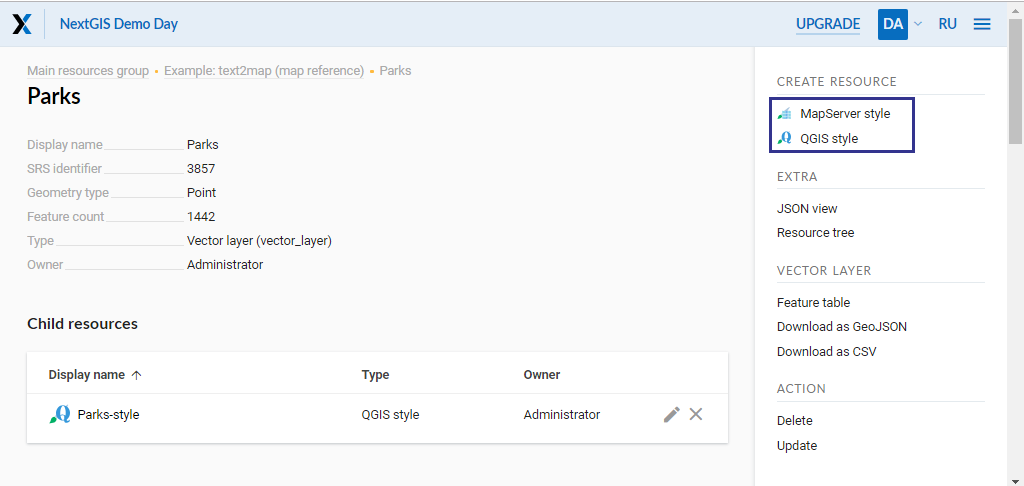 NextGIS Demo Day
UPGRADE DA RU
Main resources group • Example: text2map (map reference) • Parks
Parks
Display name Parks
SRS identifier 3857
Geometry type Point
Feature count 1442
Type Vector layer (vector_layer)
Owner Administrator
Child resources
Display name ↑ Type Owner
Parks-style QGIS style Administrator
CREATE RESOURCE
MapServer style
QGIS style
EXTRA
JSON view
Resource tree
VECTOR LAYER
Feature table
Download as GeoJSON
Download as CSV
ACTION
Delete
Update